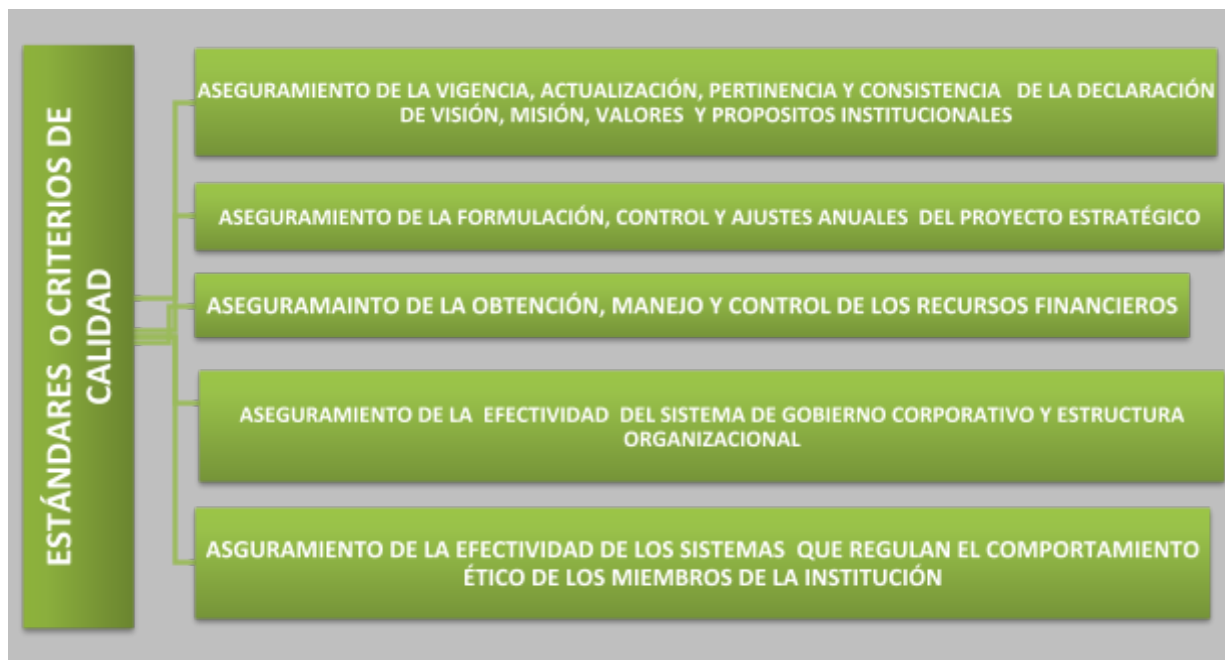 ESTÁNDARES O CRITERIOS DE
CALIDAD
ASEGURAMIENTO DE LA VIGENCIA, ACTUALIZACIÓN, PERTINENCIA Y CONSISTENCIA DE LA DECLARACIÓN
DE VISIÓN, MISIÓN, VALORES Y PROPOSITOS INSTITUCIONALES
ASEGURAMIENTO DE LA FORMULACIÓN, CONTROL Y AJUSTES ANUALES DEL PROYECTO ESTRATÉGICO
ASEGURAMAINTO DE LA OBTENCIÓN, MANEJO Y CONTROL DE LOS RECURSOS FINANCIEROS
ASEGURAMIENTO DE LA EFECTIVIDAD DEL SISTEMA DE GOBIERNO CORPORATIVO Y ESTRUCTURA
ORGANIZACIONAL
ASGURAMIENTO DE LA EFECTIVIDAD DE LOS SISTEMAS QUE REGULAN EL COMPORTAMIENTO
ÉTICO DE LOS MIEMBROS DE LA INSTITUCIÓN